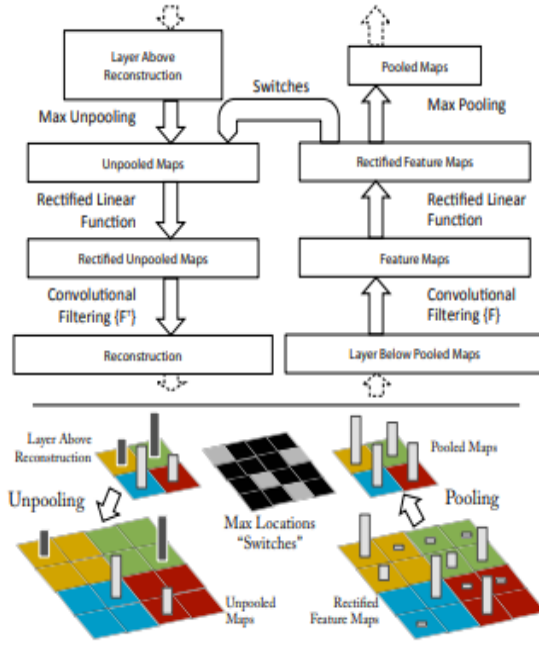 Layer Above
Reconstruction
Pooled Maps
Switches
Max Unpooling
Max Pooling
Unpooled Maps
Rectified Feature Maps
Rectified Linear
Function
Rectified Linear
Function
Rectified Unpooled Maps
Feature Maps
Convolutional
Filtering {F'}
Convolutional
Filtering {F}
Reconstruction
Layer Below Pooled Maps
Layer Above
Reconstruction
Pooled Maps
Unpooling
Max Locations
"Switches"
Pooling
Unpooled
Maps
Rectified
Feature Maps